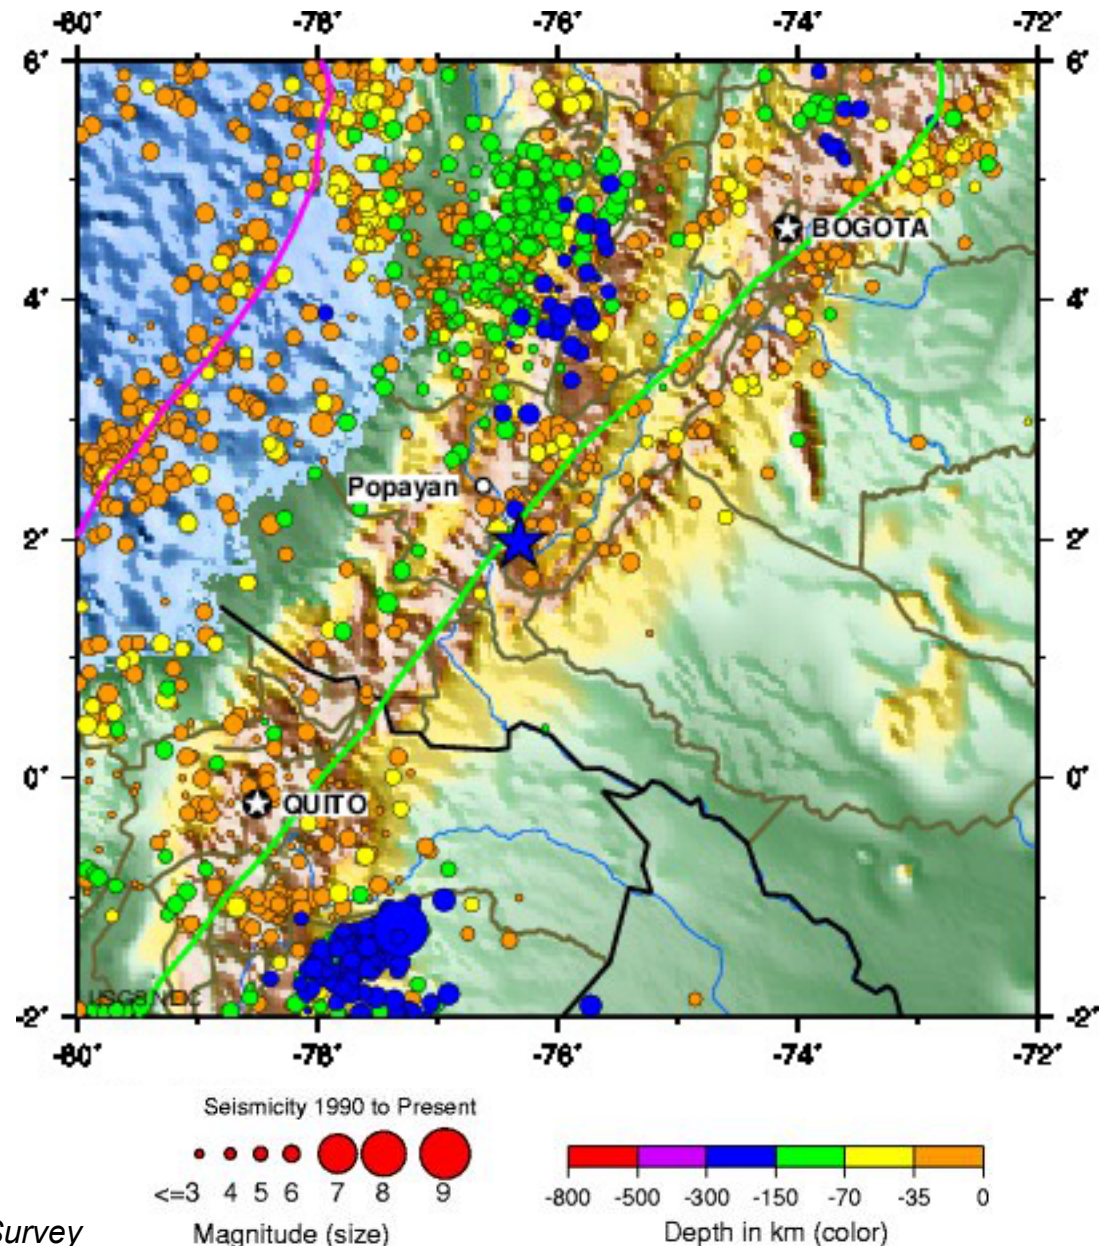 -80° -78° -76° -74° -72°
6° 6°
BOGOTA
4° 4°
Popayan
2° 2°
0° 0°
QUITO
USGS NEIC
-2° -2°
-80° -78° -76° -74° -72°
Seismicity 1990 to Present
<=3 4 5 6 7 8 9
-800 -500 -300 -150 -70 -35 0
Survey
Magnitude (size)
Depth in km (color)